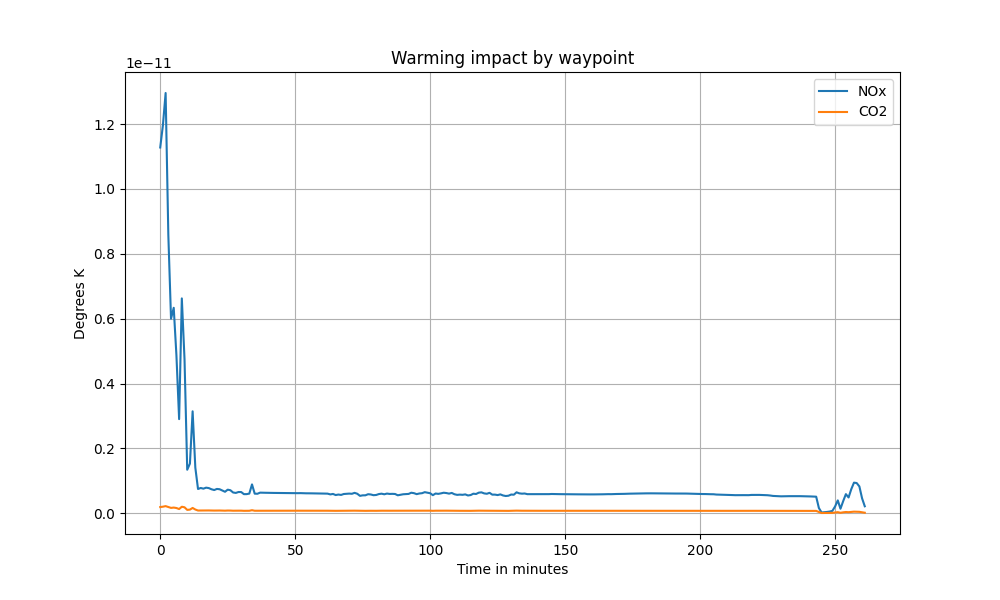 Warming impact by waypoint
1e−11
NOx
CO2
1.2
1.0
0.8
0.6
0.4
0.2
0.0
Degrees K
0 50 100 150 200 250
Time in minutes